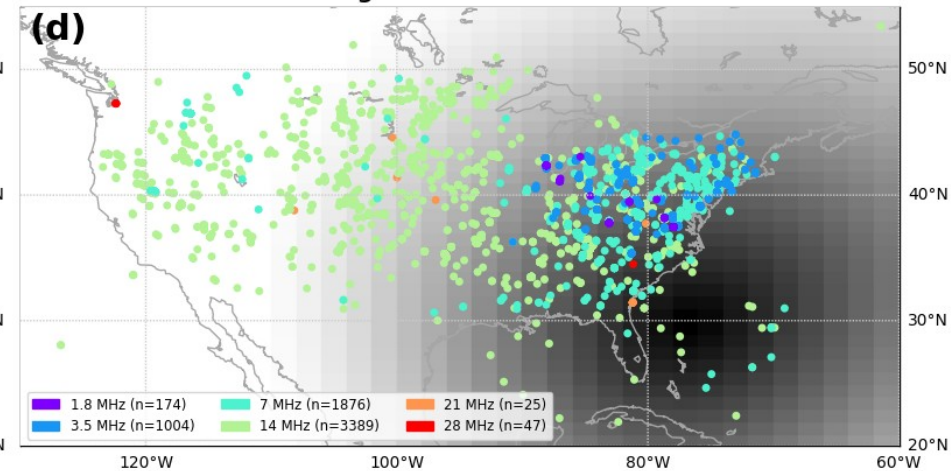 (d)
50°N
40°N
30°N
20°N
1.8 MHz (n=174)
3.5 MHz (n=1004)
7 MHz (n=1876)
14 MHz (n=3389)
21 MHz (n=25)
28 MHz (n=47)
120°W
100°W
80°W
60°W